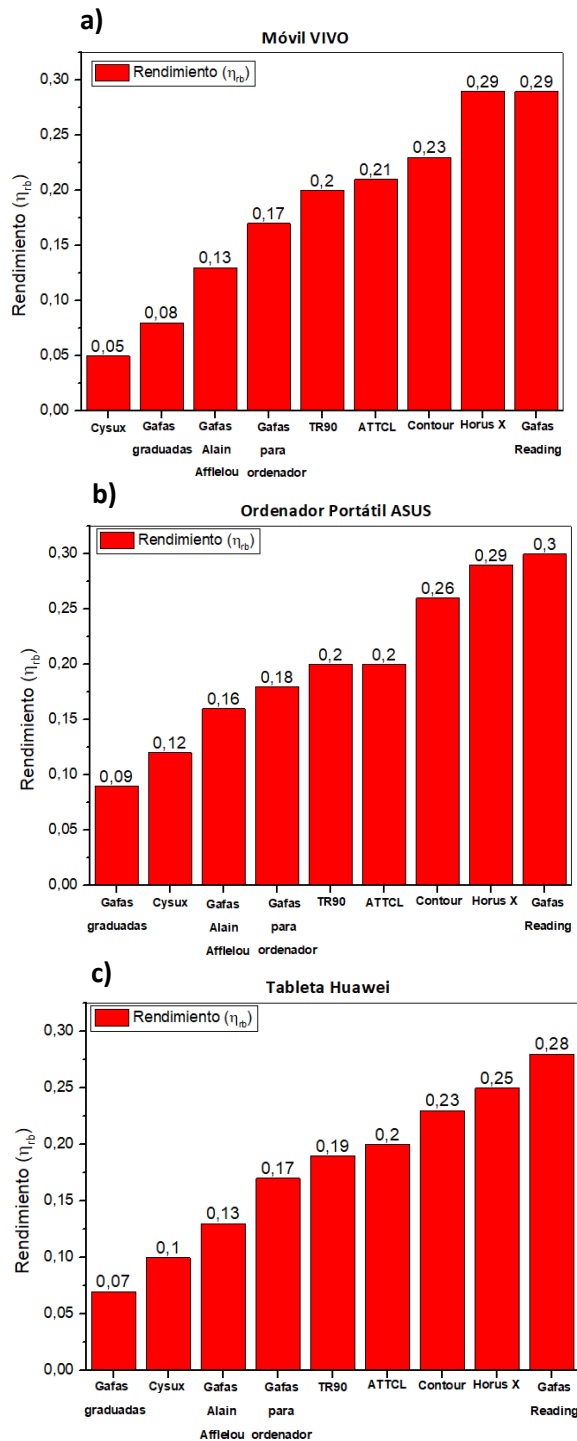 a)
Móvil VIVO
Rendimiento (ηrb)
Rendimiento (ηrb)
0,30
0,25
0,20
0,15
0,10
0,05
0,00
0,05
0,08
0,13
0,17
0,2
0,21
0,23
0,29
0,29
Cysux
Gafas
graduadas
Gafas
Alain
Afflelou
Gafas
para
ordenador
TR90
ATTCL
Contour
Horus X
Gafas
Reading
b)
Ordenador Portátil ASUS
Rendimiento (ηrb)
Rendimiento (ηrb)
0,30
0,25
0,20
0,15
0,10
0,05
0,00
0,09
0,12
0,16
0,18
0,2
0,2
0,26
0,29
0,3
Gafas
graduadas
Cysux
Gafas
Alain
Afflelou
Gafas
para
ordenador
TR90
ATTCL
Contour
Horus X
Gafas
Reading
c)
Tableta Huawei
Rendimiento (ηrb)
Rendimiento (ηrb)
0,30
0,25
0,20
0,15
0,10
0,05
0,00
0,07
0,1
0,13
0,17
0,19
0,2
0,23
0,25
0,28
Gafas
graduadas
Cysux
Gafas
Alain
Afflelou
Gafas
para
ordenador
TR90
ATTCL
Contour
Horus X
Gafas
Reading